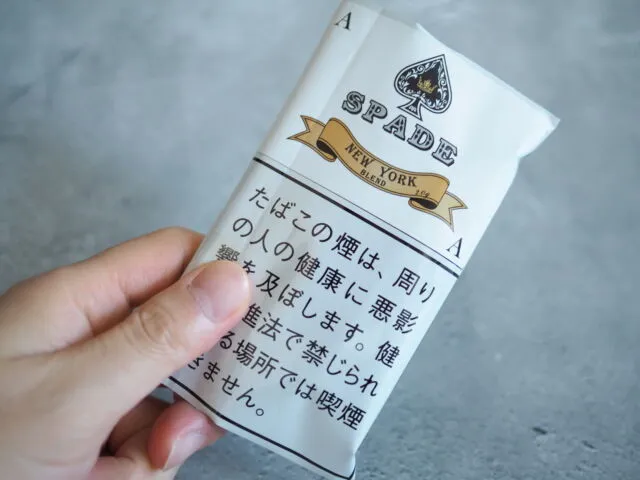 A
SPADE
NEW YORK
BLEND
A
たばこの煙は、周り
の人の健康に悪影
響を及ぼします。健
進法で禁じられ
る場所では喫煙
きません。